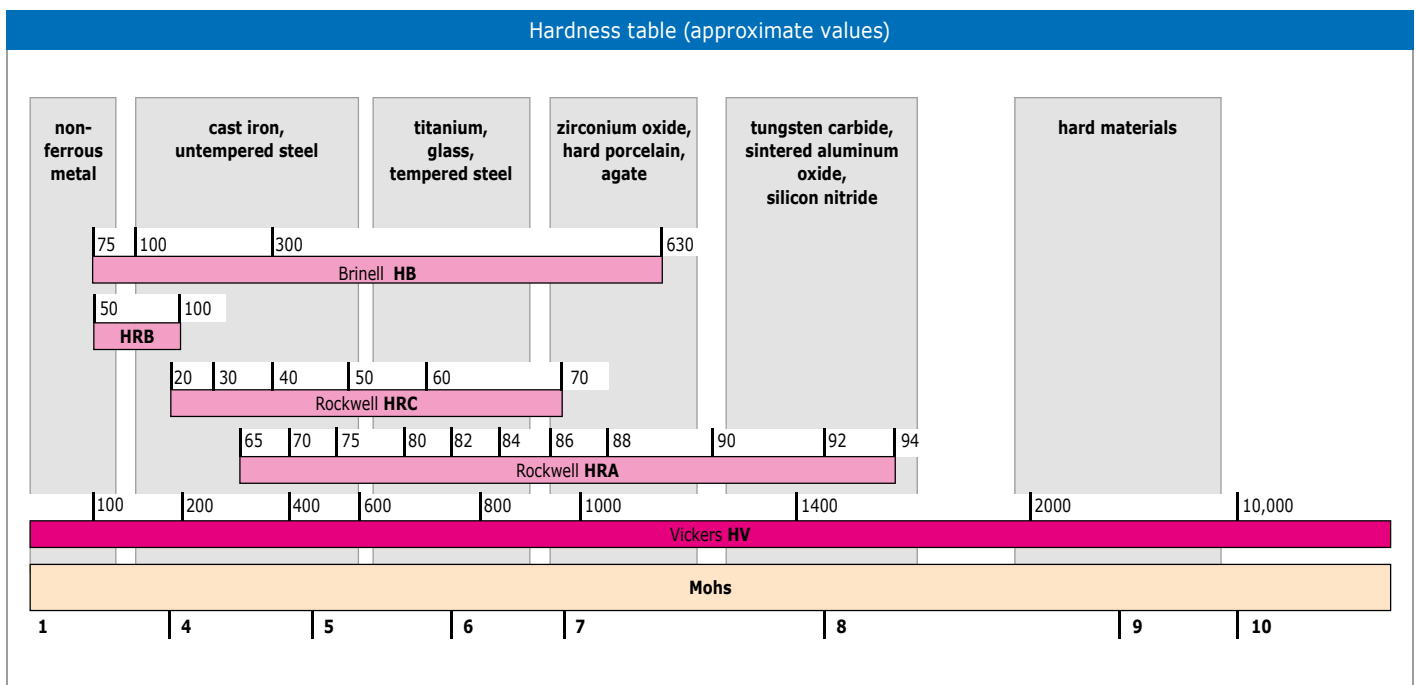 Hardness table (approximate values)
non-
ferrous
metal
cast iron,
untempered steel
titanium,
glass,
tempered steel
zirconium oxide,
hard porcelain,
agate
tungsten carbide,
sintered aluminum
oxide,
silicon nitride
hard materials
75 100 300 630
Brinell HB
50 100
HRB
20 30 40 50 60 70
Rockwell HRC
65 70 75 80 82 84 86 88 90 92 94
Rockwell HRA
100 200 400 600 800 1000 1400 2000 10,000
Vickers HV
Mohs
1 4 5 6 7 8 9 10